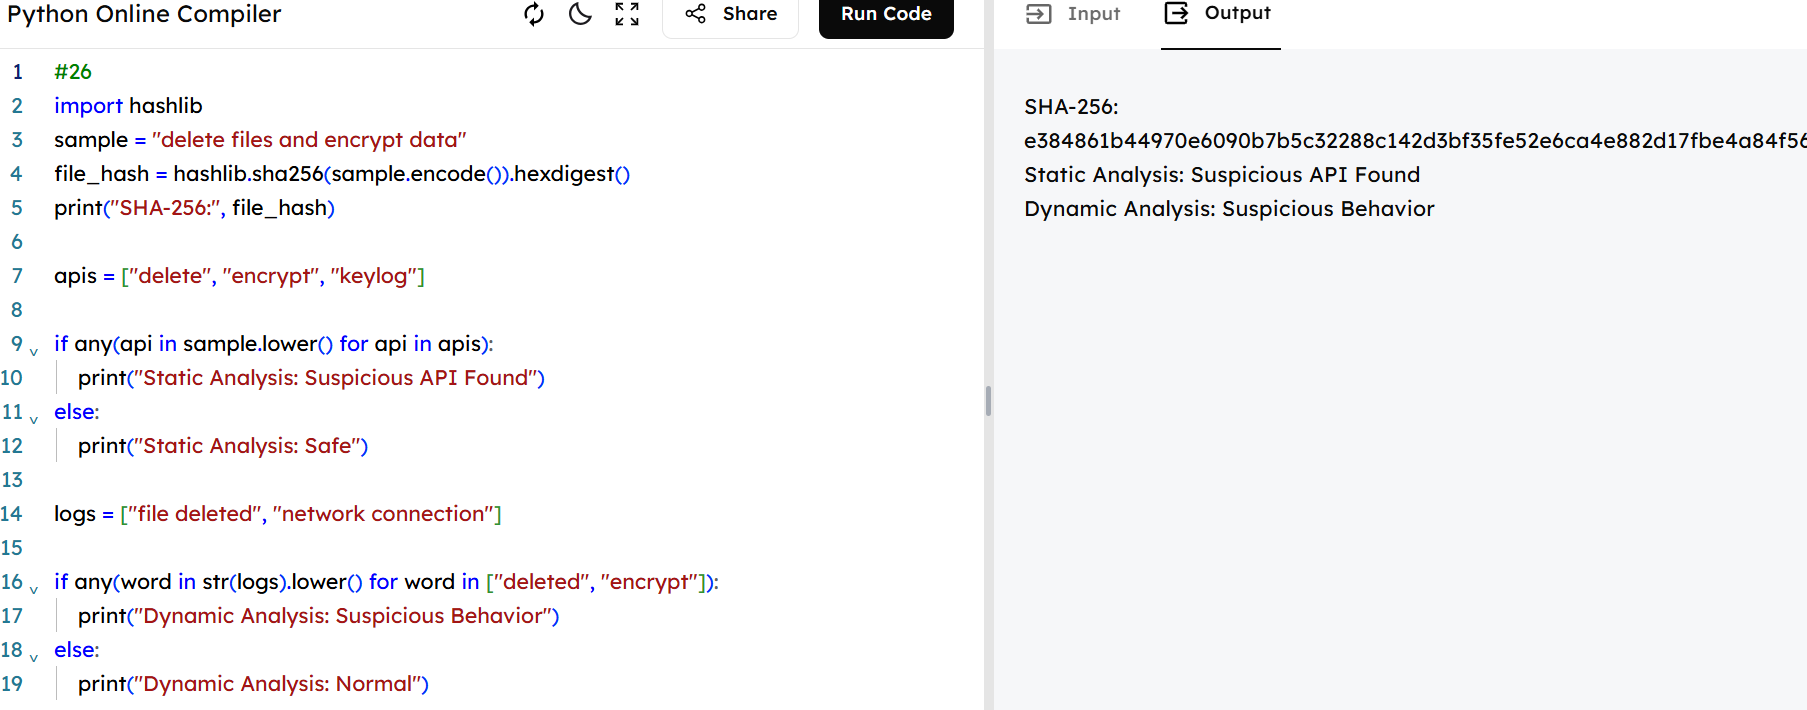 Python Online Compiler
Share
Run Code
Input
Output
1 #26
2 import hashlib
3 sample = "delete files and encrypt data"
4 file_hash = hashlib.sha256(sample.encode()).hexdigest()
5 print("SHA-256:", file_hash)
6
7 apis = ["delete", "encrypt", "keylog"]
8
9 if any(api in sample.lower() for api in apis):
10 print("Static Analysis: Suspicious API Found")
11 else:
12 print("Static Analysis: Safe")
13
14 logs = ["file deleted", "network connection"]
15
16 if any(word in str(logs).lower() for word in ["deleted", "encrypt"]):
17 print("Dynamic Analysis: Suspicious Behavior")
18 else:
19 print("Dynamic Analysis: Normal")
SHA-256:
e384861b44970e6090b7b5c32288c142d3bf35fe52e6ca4e882d17fbe4a84f56
Static Analysis: Suspicious API Found
Dynamic Analysis: Suspicious Behavior